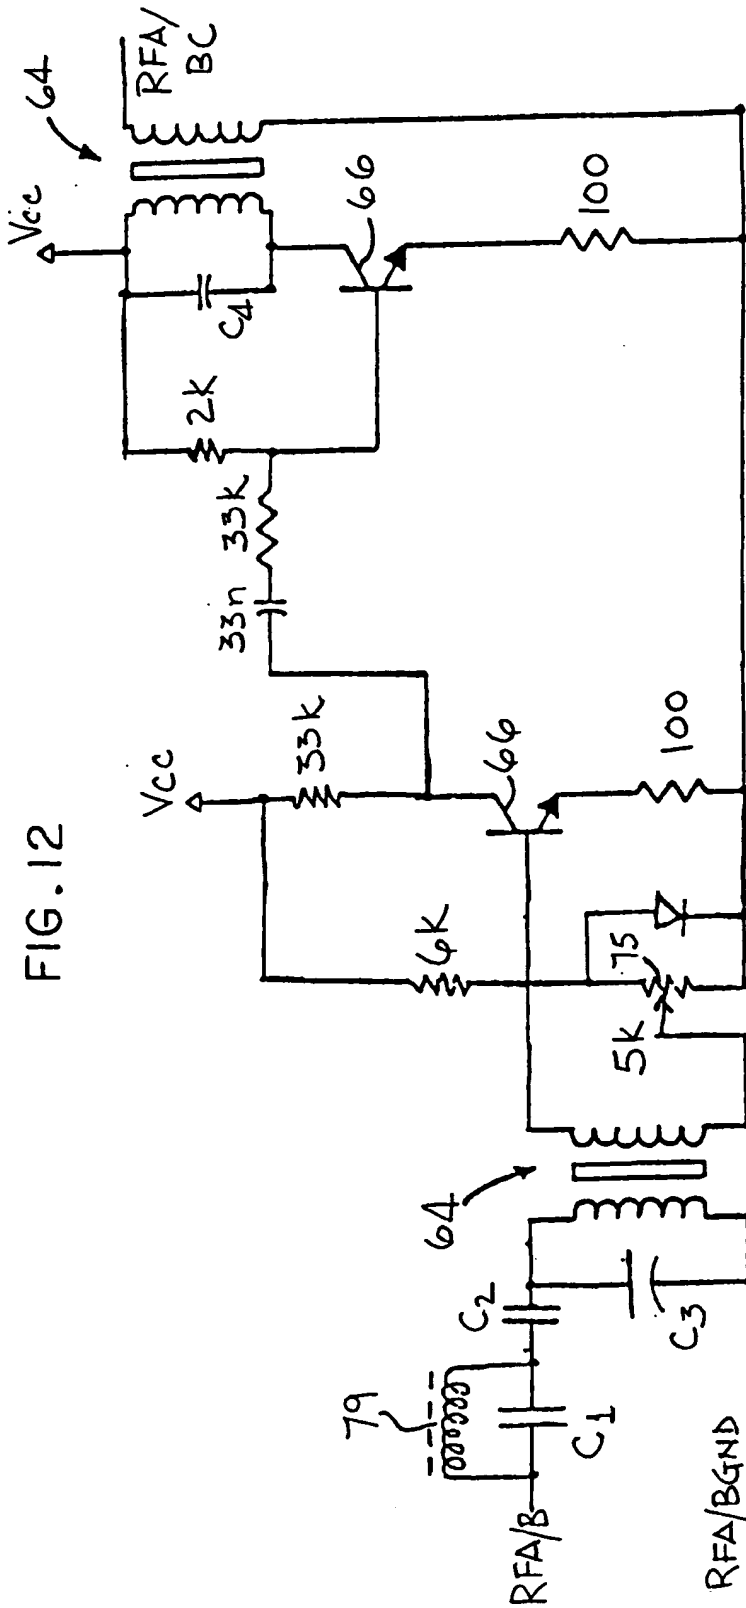 FIG. 12
RFA/B
RFA/BGND
79
C1
C2
C3
64
5K
75
6K
Vcc
33k
66
100
33n
33k
2K
C4
Vcc
66
100
64
RFA/
BC